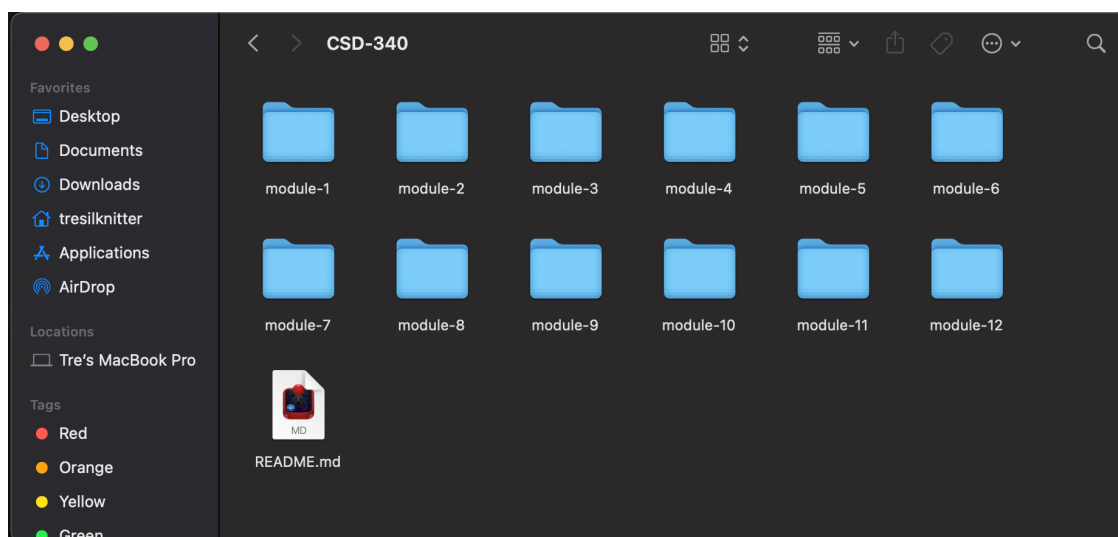 CSD-340
Favorites
Desktop
Documents
Downloads
tresilknitter
Applications
AirDrop
Locations
Tre's MacBook Pro
Tags
Red
Orange
Yellow
Green
module-1 module-2 module-3 module-4 module-5 module-6
module-7 module-8 module-9 module-10 module-11 module-12
MD
README.md